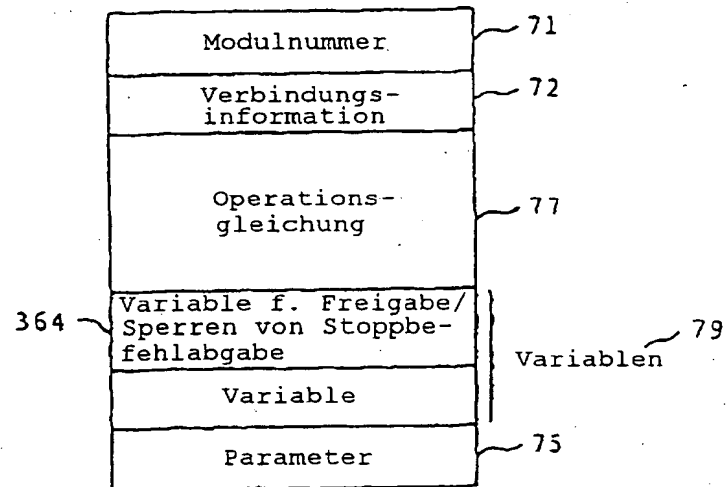 Modulnummer
71
Verbindungs-
information
72
Operations-
gleichung
77
364
Variable f. Freigabe/
Sperren von Stoppbe-
fehlabgabe
Variablen
79
Variable
Parameter
75